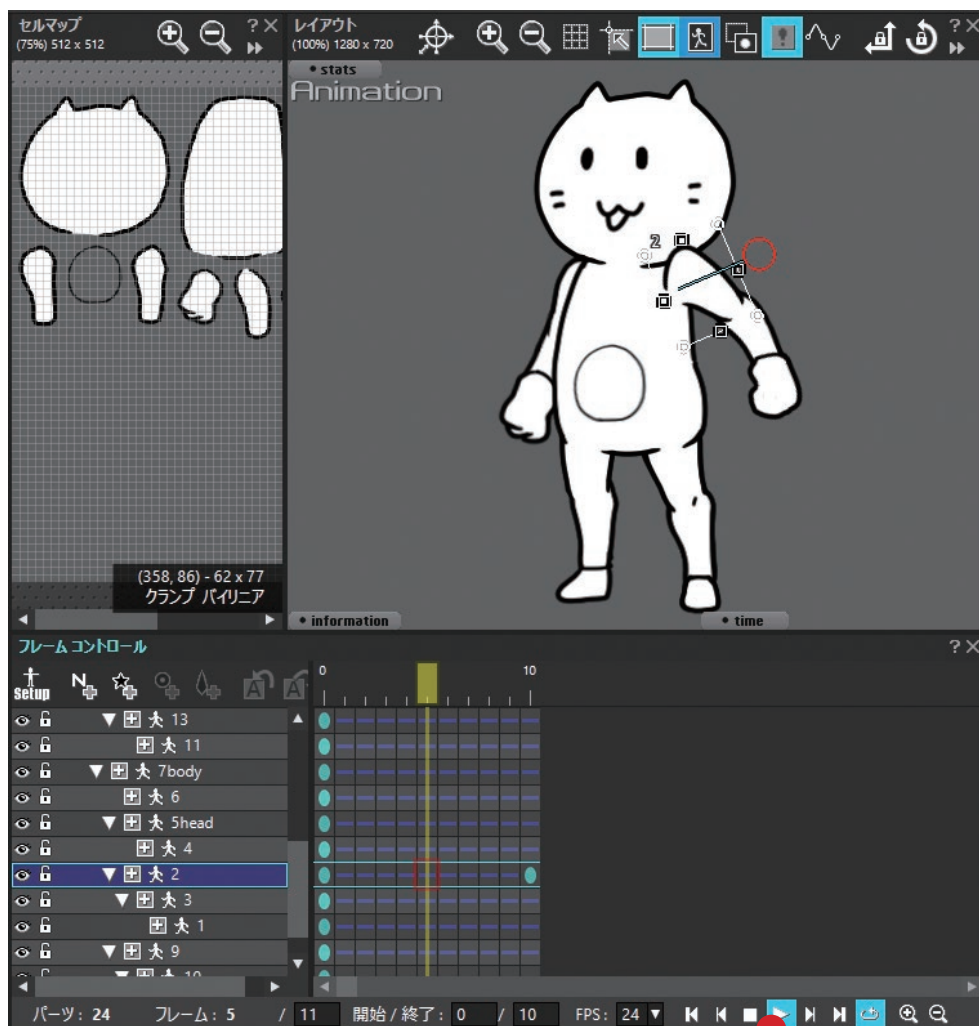 セルマップ
(75%) 512 x 512
? ×
(358, 86) - 62 x 77
クランプ バイリニア
レイアウト
(100%) 1280 x 720
? ×
• stats
Animation
2
• information
• time
フレームコントロール
? ×
Setup
0 10
13
11
7body
6
5head
4
2
3
1
9
10
パーツ: 24 フレーム: 5 / 11 開始 / 終了: 0 / 10 FPS: 24